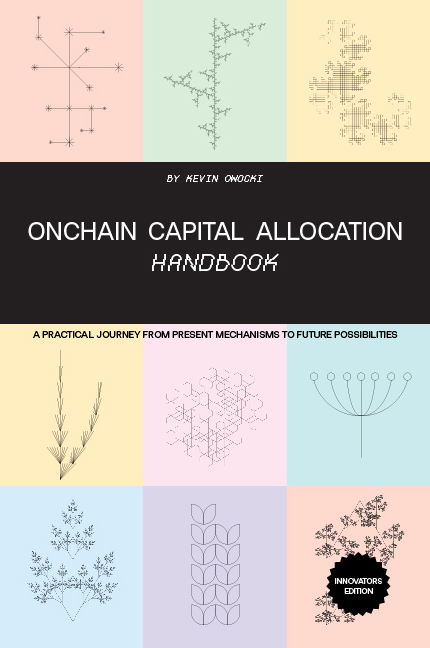 BY KEVIN OWOCKI
ONCHAIN CAPITAL ALLOCATION
HANDBOOK
A PRACTICAL JOURNEY FROM PRESENT MECHANISMS TO FUTURE POSSIBILITIES
INNOVATORS
EDITION